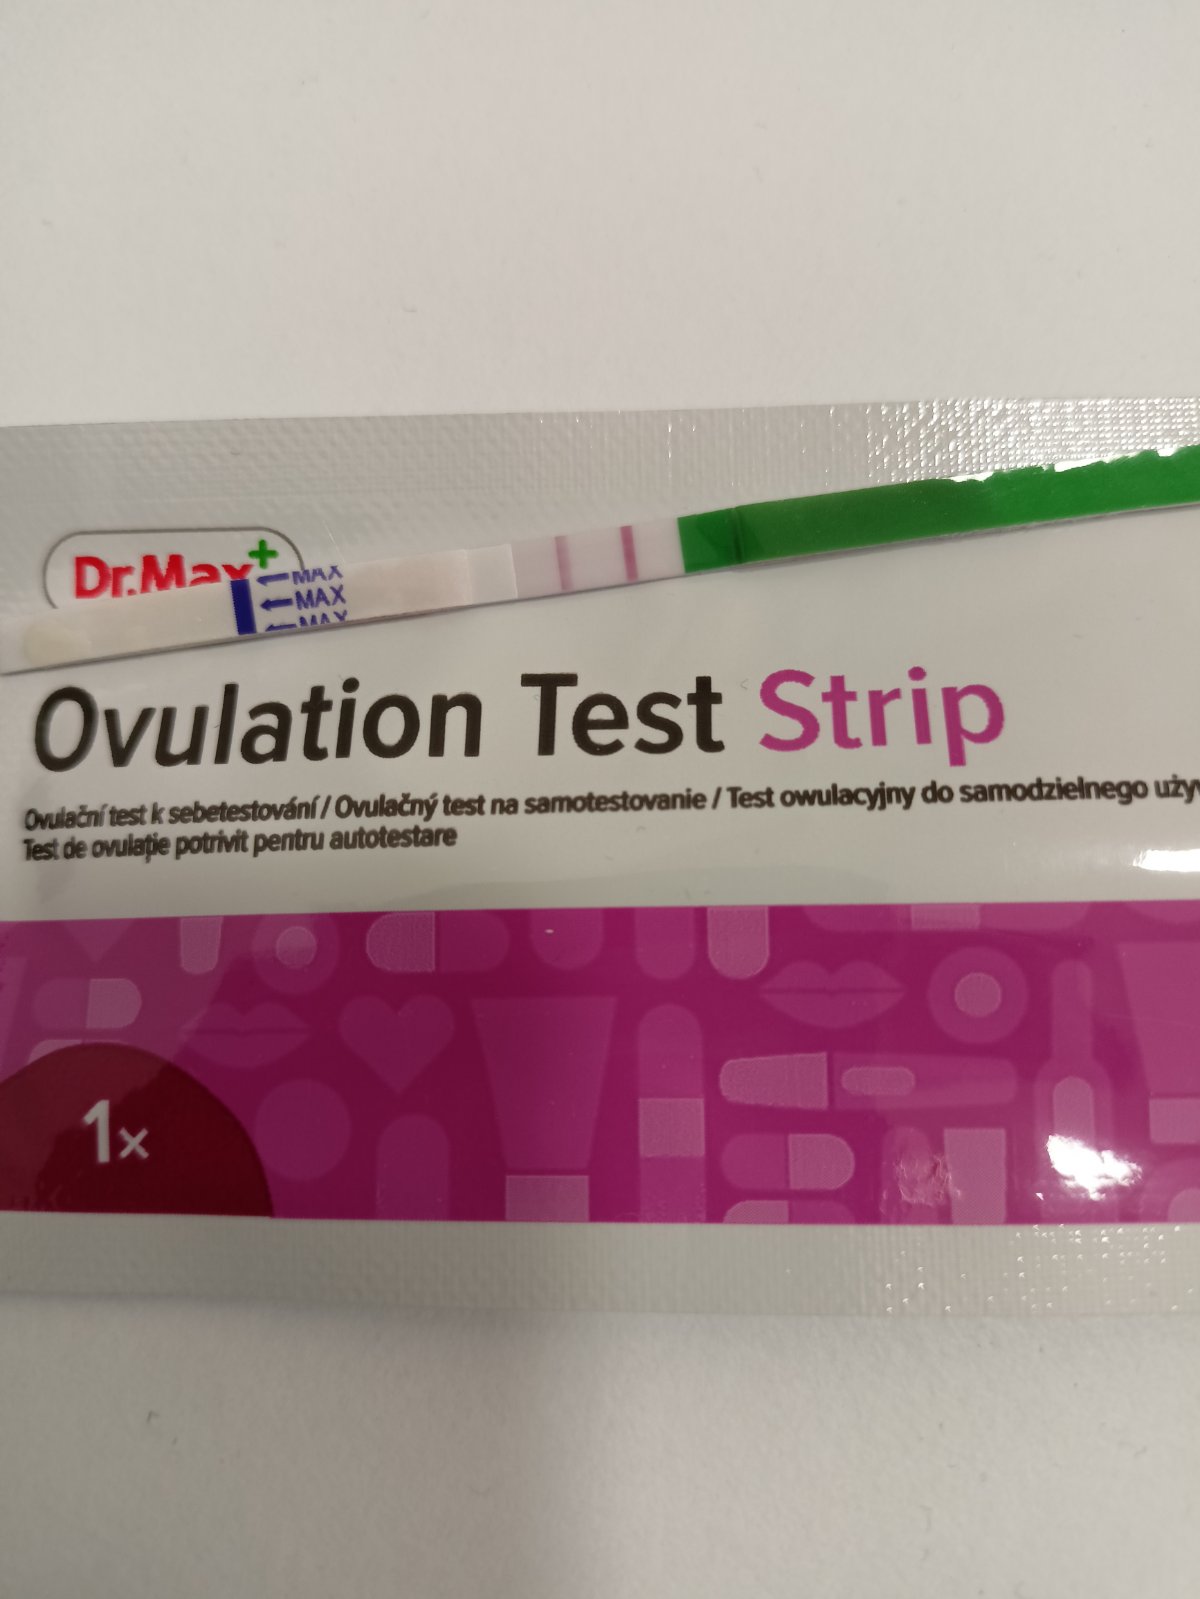 Dr.Max+
MAX
MAX
MAX
Ovulation Test Strip
Ovulační test k sebetestování / Ovulačný test na samotestovanie / Test owulacyjny do samodzielnego
Test de ovulație potrivit pentru autotestare
1x